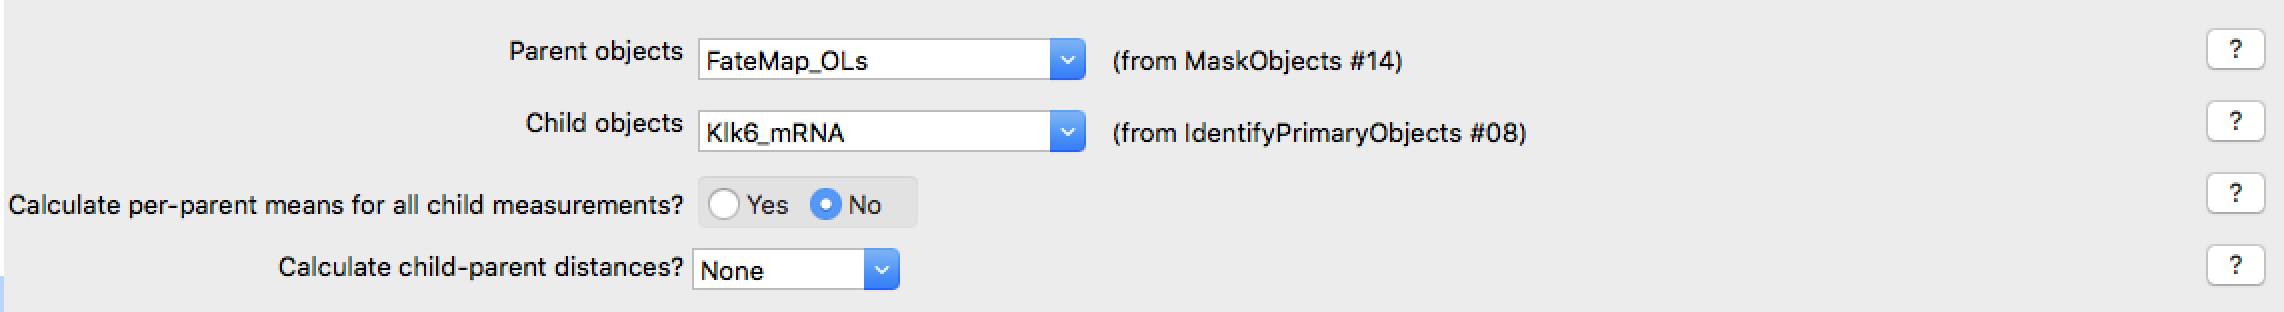 Parent objects FateMap_OLs (from MaskObjects #14) ?
Child objects Klk6_mRNA (from IdentifyPrimaryObjects #08) ?
Calculate per-parent means for all child measurements? Yes No ?
Calculate child-parent distances? None ?